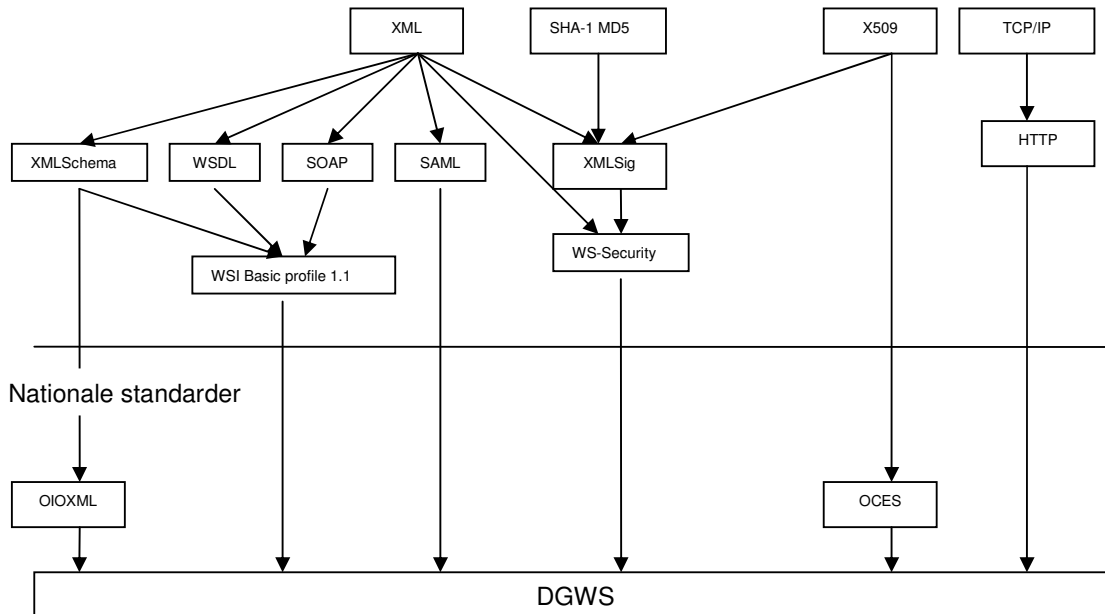 XML
SHA-1 MD5
X509
TCP/IP
HTTP
XMLSchema
WSDL
SOAP
SAML
XMLSig
WS-Security
WSI Basic profile 1.1
Nationale standarder
OIOXML
OCES
DGWS